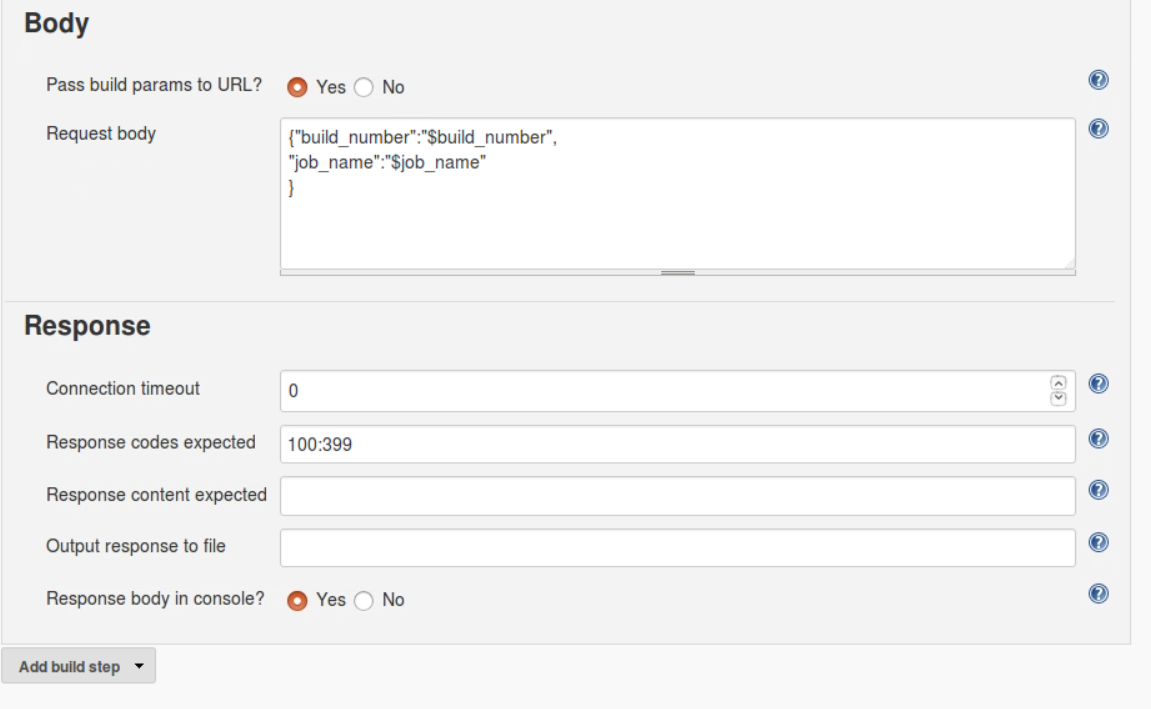 Body
Pass build params to URL? Yes No
Request body
{"build_number":"$build_number",
"job_name":"$job_name"
}
Response
Connection timeout 0
Response codes expected 100:399
Response content expected
Output response to file
Response body in console? Yes No
Add build step